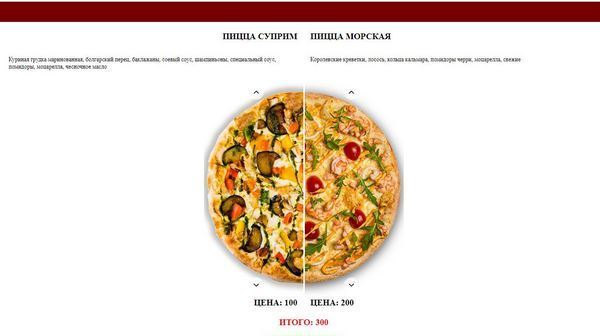 ПИЦЦА СУПРИМ
ПИЦЦА МОРСКАЯ
Куриная грудка маринованная, болгарский перец, баклажаны, соевый соус, шампиньоны, специальный соус,
помидоры, моцарелла, чесночное масло
Королевские креветки, лосось, кольца кальмара, помидоры черри, моцарелла, свежие
ЦЕНА: 100
ЦЕНА: 200
ИТОГО: 300